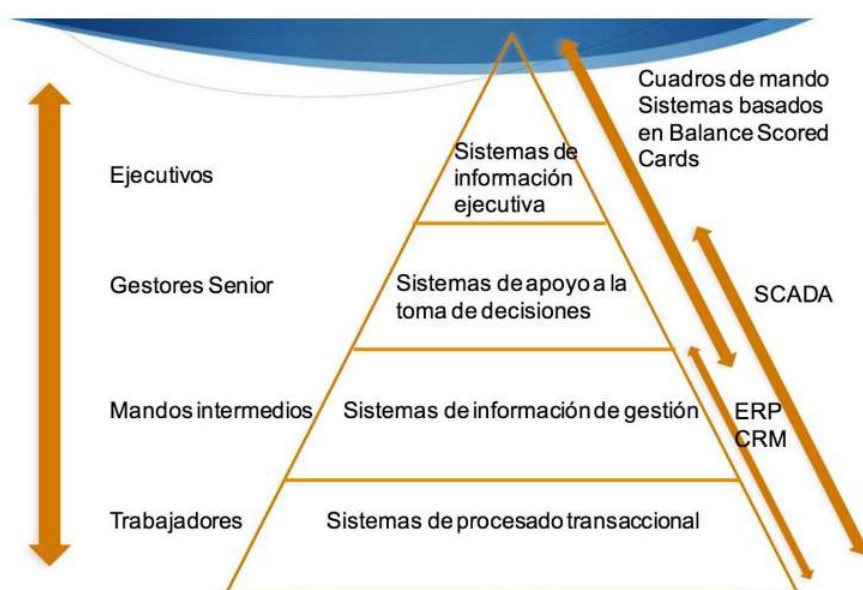 Cuadros de mando
Sistemas basados
en Balance Scored
Cards
Ejecutivos
Sistemas de
información
ejecutiva
Gestores Senior
Sistemas de apoyo a la
toma de decisiones
SCADA
Mandos intermedios
Sistemas de información de gestión
ERP
CRM
Trabajadores
Sistemas de procesado transaccional